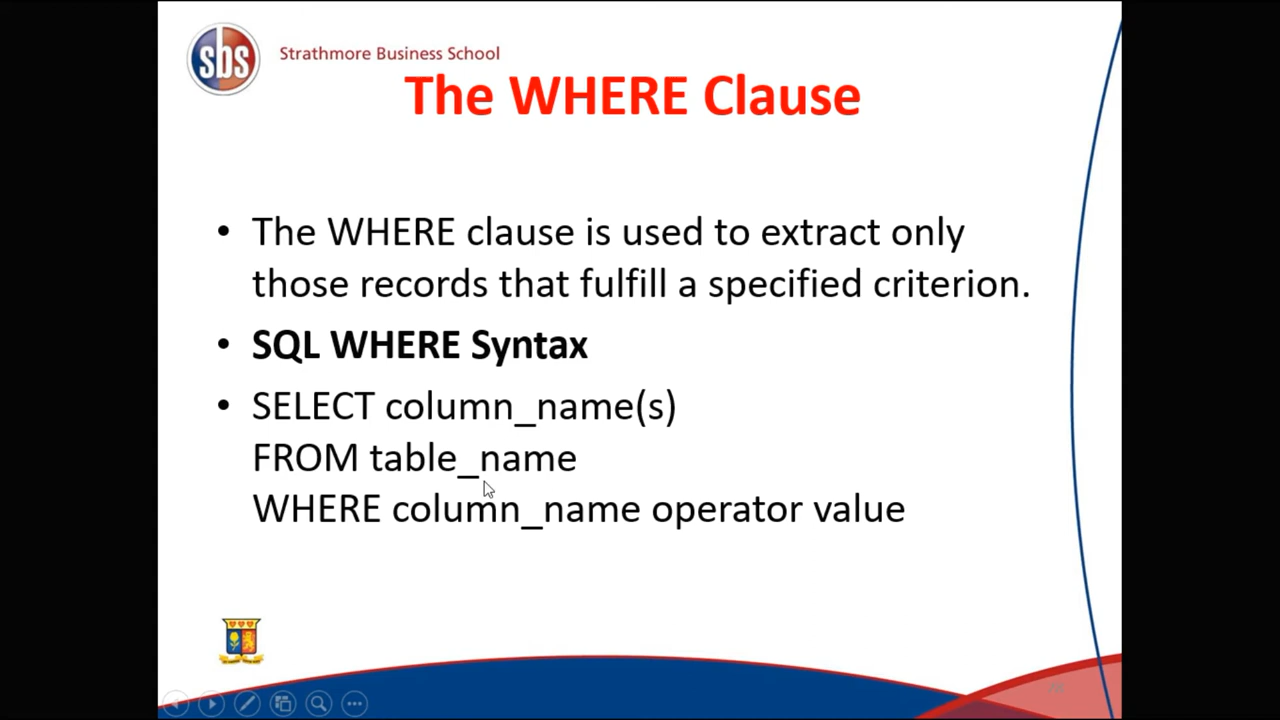 sbs
Strathmore Business School
The WHERE Clause
• The WHERE clause is used to extract only
those records that fulfill a specified criterion.
• SQL WHERE Syntax
• SELECT column_name(s)
FROM table_name
WHERE column_name operator value